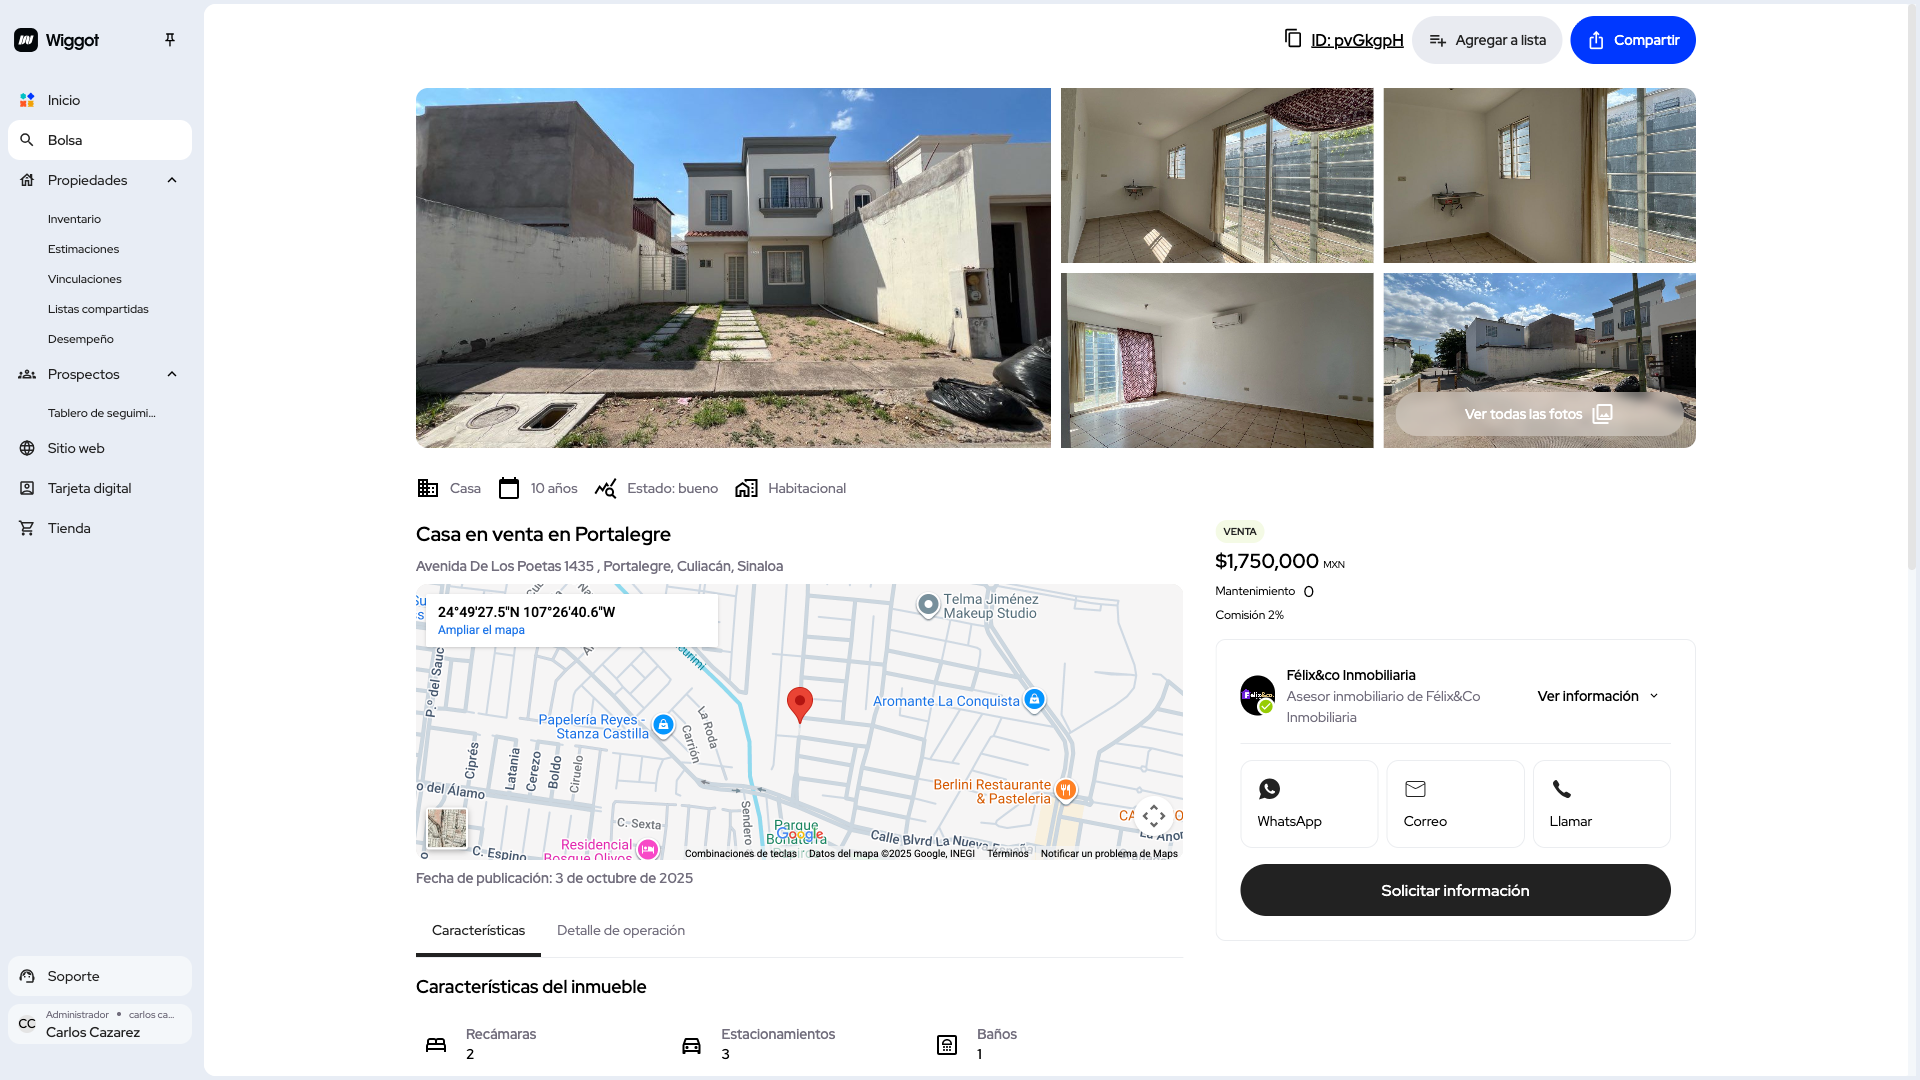 Wiggot
Inicio
Bolsa
Propiedades
Inventario
Estimaciones
Vinculaciones
Listas compartidas
Desempeño
Prospectos
Tablero de seguimi...
Sitio web
Tarjeta digital
Tienda
Soporte
Administrador • carlos ca...
CC
Carlos Cazarez
ID: pvGkgpH
Agregar a lista
Compartir
Ver todas las fotos
Casa
10 años
Estado: bueno
Habitacional
Casa en venta en Portalegre
Avenida De Los Poetas 1435 , Portalegre, Culiacán, Sinaloa
24°49'27.5"N 107°26'40.6"W
Ampliar el mapa
Telma Jiménez
Makeup Studio
P.º del Sauc
Aromante La Conquista
Papelería Reyes -
Stanza Castilla
La Roda
Carrión
Ciprés
Latania
Cerezo
Boldo
Ciruelo
o del Álamo
Berlini Restaurante
& Pastelería
Sendero
C. Sexta
Parque
Google
Calle Blvrd La Nueva España
Residencial
Bosque Olivos
C. Espino
Combinaciones de teclas
Datos del mapa ©2025 Google, INEGI
Términos
Notificar un problema de Maps
Fecha de publicación: 3 de octubre de 2025
Características
Detalle de operación
Características del inmueble
Recámaras
2
Estacionamientos
3
Baños
1
VENTA
$1,750,000 MXN
Mantenimiento 0
Comisión 2%
Félix&co Inmobiliaria
Asesor inmobiliario de Félix&Co
Inmobiliaria
Ver información
WhatsApp
Correo
Llamar
Solicitar información